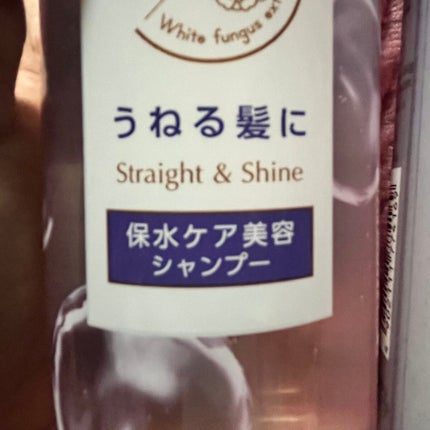 White fungus ext
うねる髪に
Straight & Shine
保水ケア美容
シャンプー